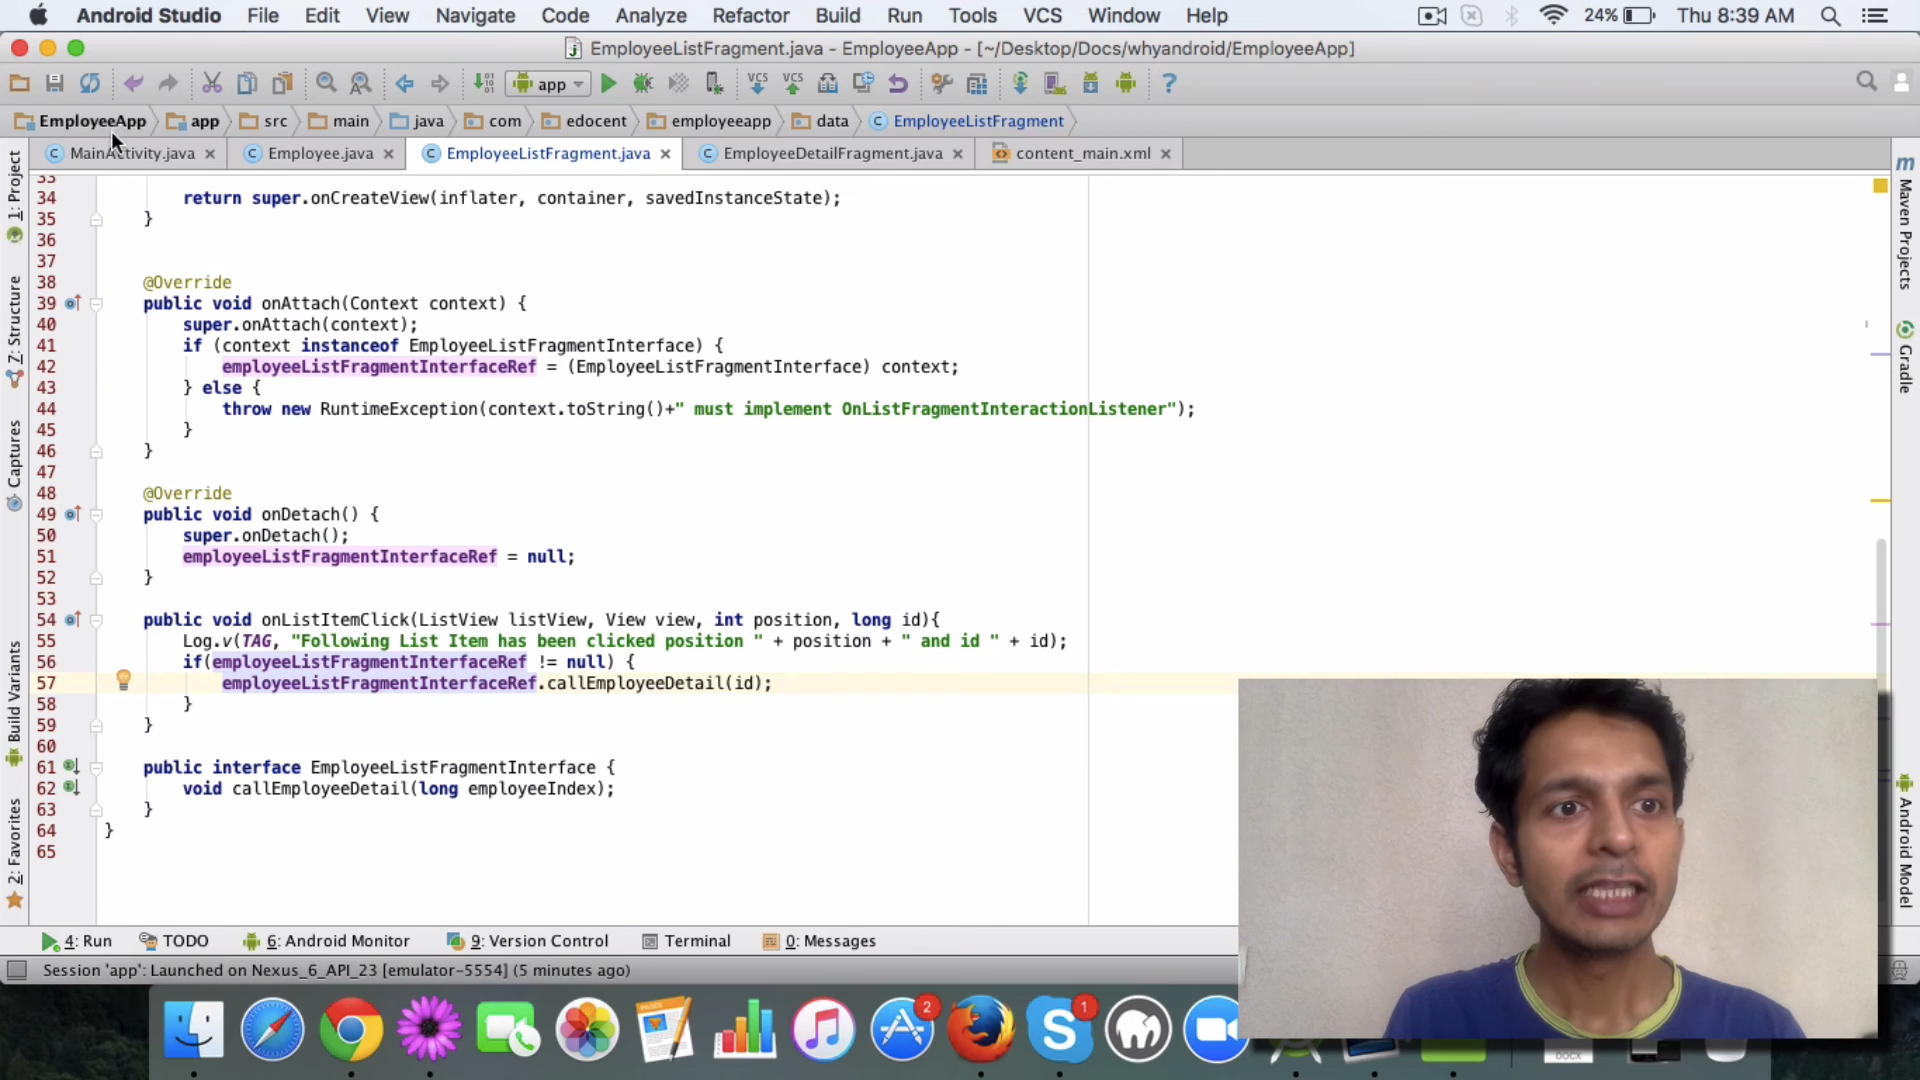 Android Studio File Edit View Navigate Code Analyze Refactor Build Run Tools VCS Window Help 24% Thu 8:39 AM
EmployeeListFragment.java - EmployeeApp - [~/Desktop/Docs/whyandroid/EmployeeApp]
app VCS VCS ?
EmployeeApp app src main java com edocent employeeapp data EmployeeListFragment
MainActivity.java Employee.java EmployeeListFragment.java EmployeeDetailFragment.java content_main.xml
1: Project
7: Structure
Captures
Build Variants
2: Favorites
33
34 return super.onCreateView(inflater, container, savedInstanceState);
35 }
36
37
38 @Override
39 public void onAttach(Context context) {
40 super.onAttach(context);
41 if (context instanceof EmployeeListFragmentInterface) {
42 employeeListFragmentInterfaceRef = (EmployeeListFragmentInterface) context;
43 } else {
44 throw new RuntimeException(context.toString()+" must implement OnListFragmentInteractionListener");
45 }
46 }
47
48 @Override
49 public void onDetach() {
50 super.onDetach();
51 employeeListFragmentInterfaceRef = null;
52 }
53
54 public void onListItemClick(ListView listView, View view, int position, long id){
55 Log.v(TAG, "Following List Item has been clicked position " + position + " and id " + id);
56 if(employeeListFragmentInterfaceRef != null) {
57 employeeListFragmentInterfaceRef.callEmployeeDetail(id);
58 }
59 }
60
61 public interface EmployeeListFragmentInterface {
62 void callEmployeeDetail(long employeeIndex);
63 }
64 }
65
Maven Projects
Gradle
Android Model
4: Run TODO 6: Android Monitor 9: Version Control Terminal 0: Messages
Session 'app': Launched on Nexus_6_API_23 [emulator-5554] (5 minutes ago)
PAGES 2 S 1 DOCX